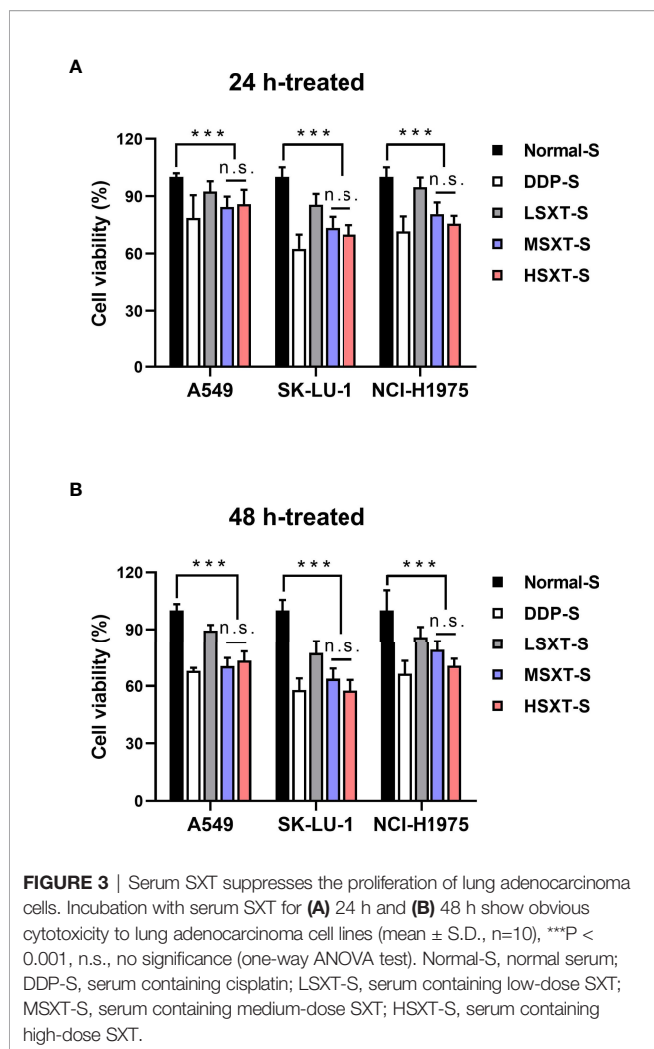 A
24 h-treated
Cell viability (%)
120
90
60
30
0
***
n.s.
***
n.s.
***
n.s.
A549
SK-LU-1
NCI-H1975
Normal-S
DDP-S
LSXT-S
MSXT-S
HSXT-S
B
48 h-treated
Cell viability (%)
120
90
60
30
0
***
n.s.
***
n.s.
***
n.s.
A549
SK-LU-1
NCI-H1975
Normal-S
DDP-S
LSXT-S
MSXT-S
HSXT-S
FIGURE 3 | Serum SXT suppresses the proliferation of lung adenocarcinoma
cells. Incubation with serum SXT for (A) 24 h and (B) 48 h show obvious
cytotoxicity to lung adenocarcinoma cell lines (mean ± S.D., n=10), ***P <
0.001, n.s., no significance (one-way ANOVA test). Normal-S, normal serum;
DDP-S, serum containing cisplatin; LSXT-S, serum containing low-dose SXT;
MSXT-S, serum containing medium-dose SXT; HSXT-S, serum containing
high-dose SXT.